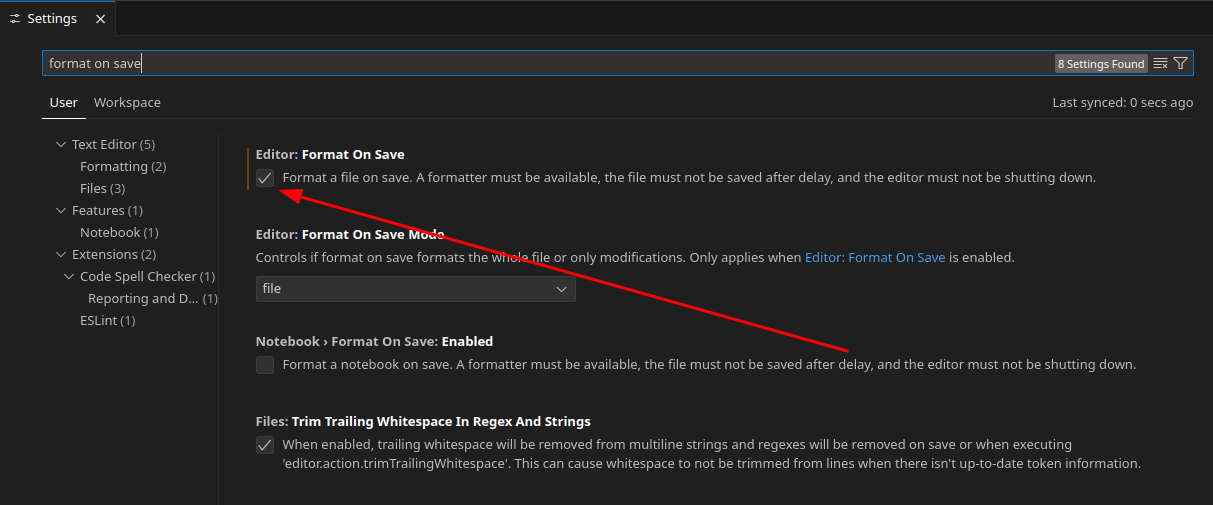 Settings
format on save
8 Settings Found
User
Workspace
Last synced: 0 secs ago
Text Editor (5)
Formatting (2)
Files (3)
Features (1)
Notebook (1)
Extensions (2)
Code Spell Checker (1)
Reporting and D... (1)
ESLint (1)
Editor: Format On Save
Format a file on save. A formatter must be available, the file must not be saved after delay, and the editor must not be shutting down.
Editor: Format On Save Mode
Controls if format on save formats the whole file or only modifications. Only applies when Editor: Format On Save is enabled.
file
Notebook › Format On Save: Enabled
Format a notebook on save. A formatter must be available, the file must not be saved after delay, and the editor must not be shutting down.
Files: Trim Trailing Whitespace In Regex And Strings
When enabled, trailing whitespace will be removed from multiline strings and regexes will be removed on save or when executing
'editor.action.trimTrailingWhitespace'. This can cause whitespace to not be trimmed from lines when there isn't up-to-date token information.